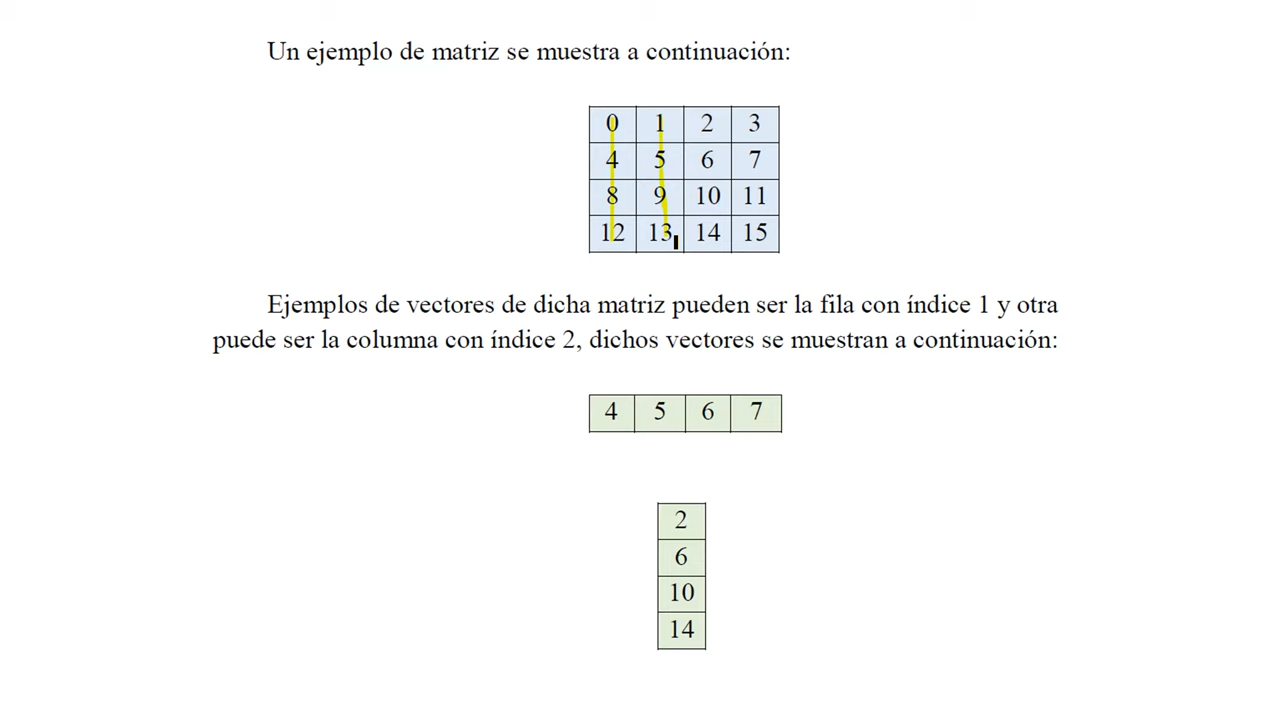 Un ejemplo de matriz se muestra a continuación:
0 1 2 3
4 5 6 7
8 9 10 11
12 13 14 15
Ejemplos de vectores de dicha matriz pueden ser la fila con índice 1 y otra
puede ser la columna con índice 2, dichos vectores se muestran a continuación:
4 5 6 7
2
6
10
14